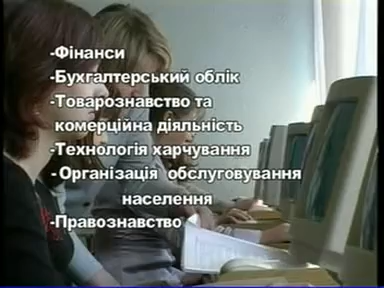 -Фінанси
-Бухгалтерський облік
-Товарознавство та
комерційна діяльність
-Технологія харчування
- Організація обслуговування
населення
-Правознавство